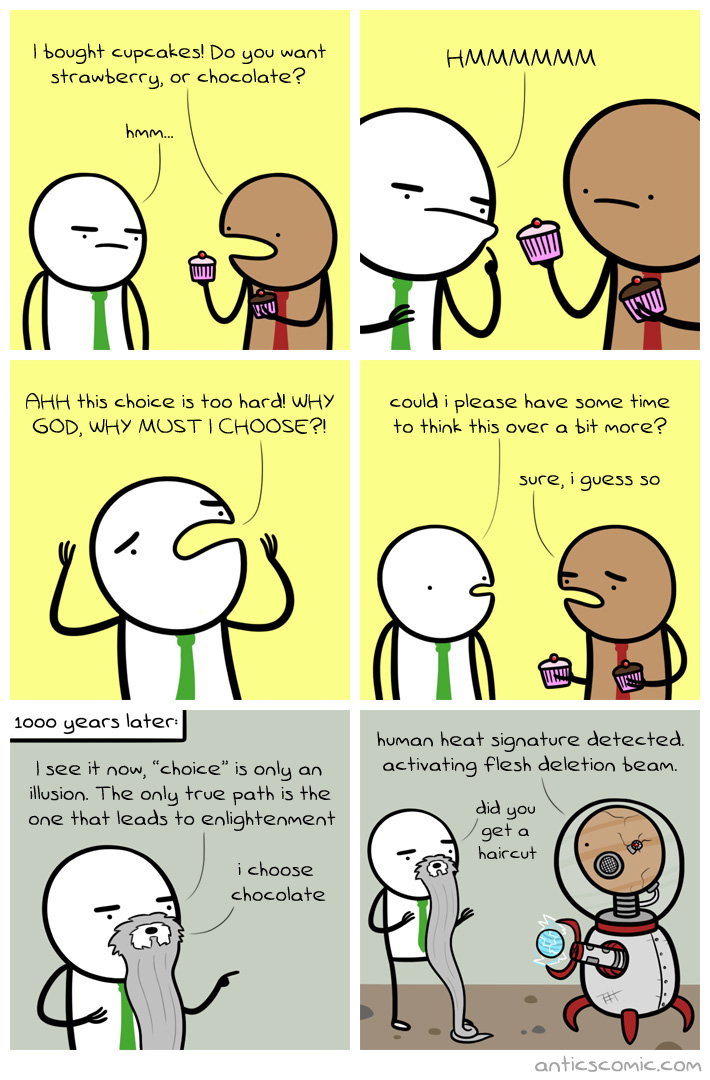 I bought cupcakes! Do you want
strawberry, or chocolate?
hmm...
HMMMMMM
AHH this choice is too hard! WHY
GOD, WHY MUST I CHOOSE?!
could i please have some time
to think this over a bit more?
sure, i guess so
1000 years later:
I see it now, “choice” is only an
illusion. The only true path is the
one that leads to enlightenment
i choose
chocolate
human heat signature detected.
activating flesh deletion beam.
did you
get a
haircut
anticscomic.com